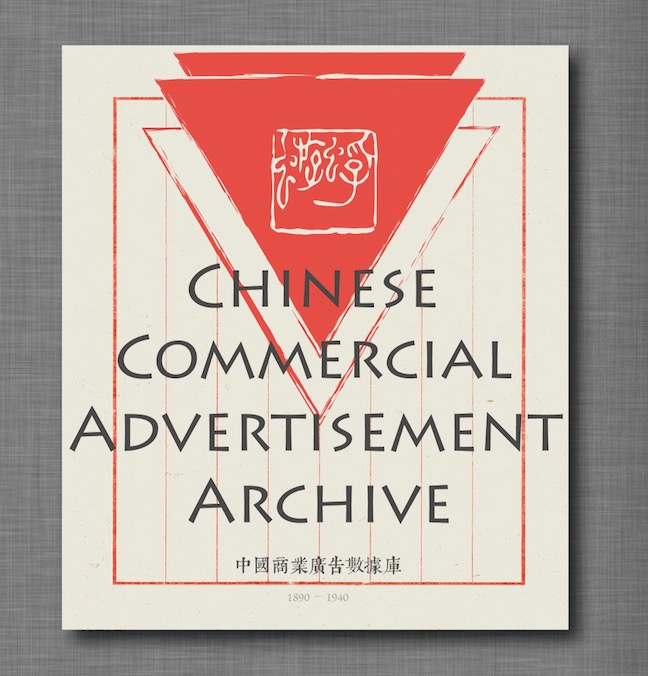 CHINESE
COMMERCIAL
ADVERTISEMENT
ARCHIVE
中國商業廣告數據庫
1890 – 1940